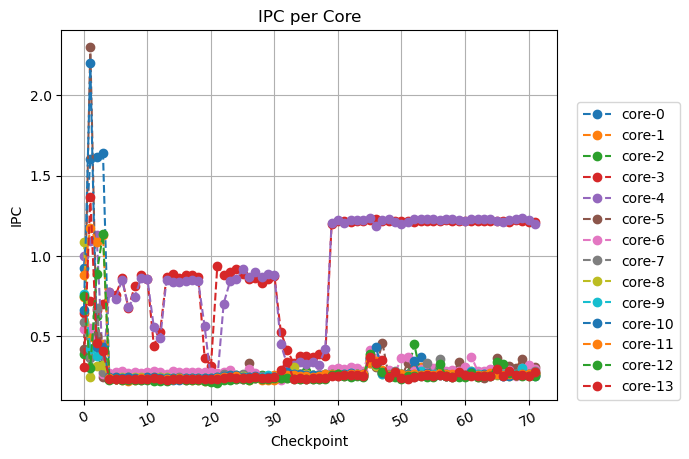 IPC per Core
IPC
2.0
1.5
1.0
0.5
0
10
20
30
40
50
60
70
Checkpoint
core-0
core-1
core-2
core-3
core-4
core-5
core-6
core-7
core-8
core-9
core-10
core-11
core-12
core-13